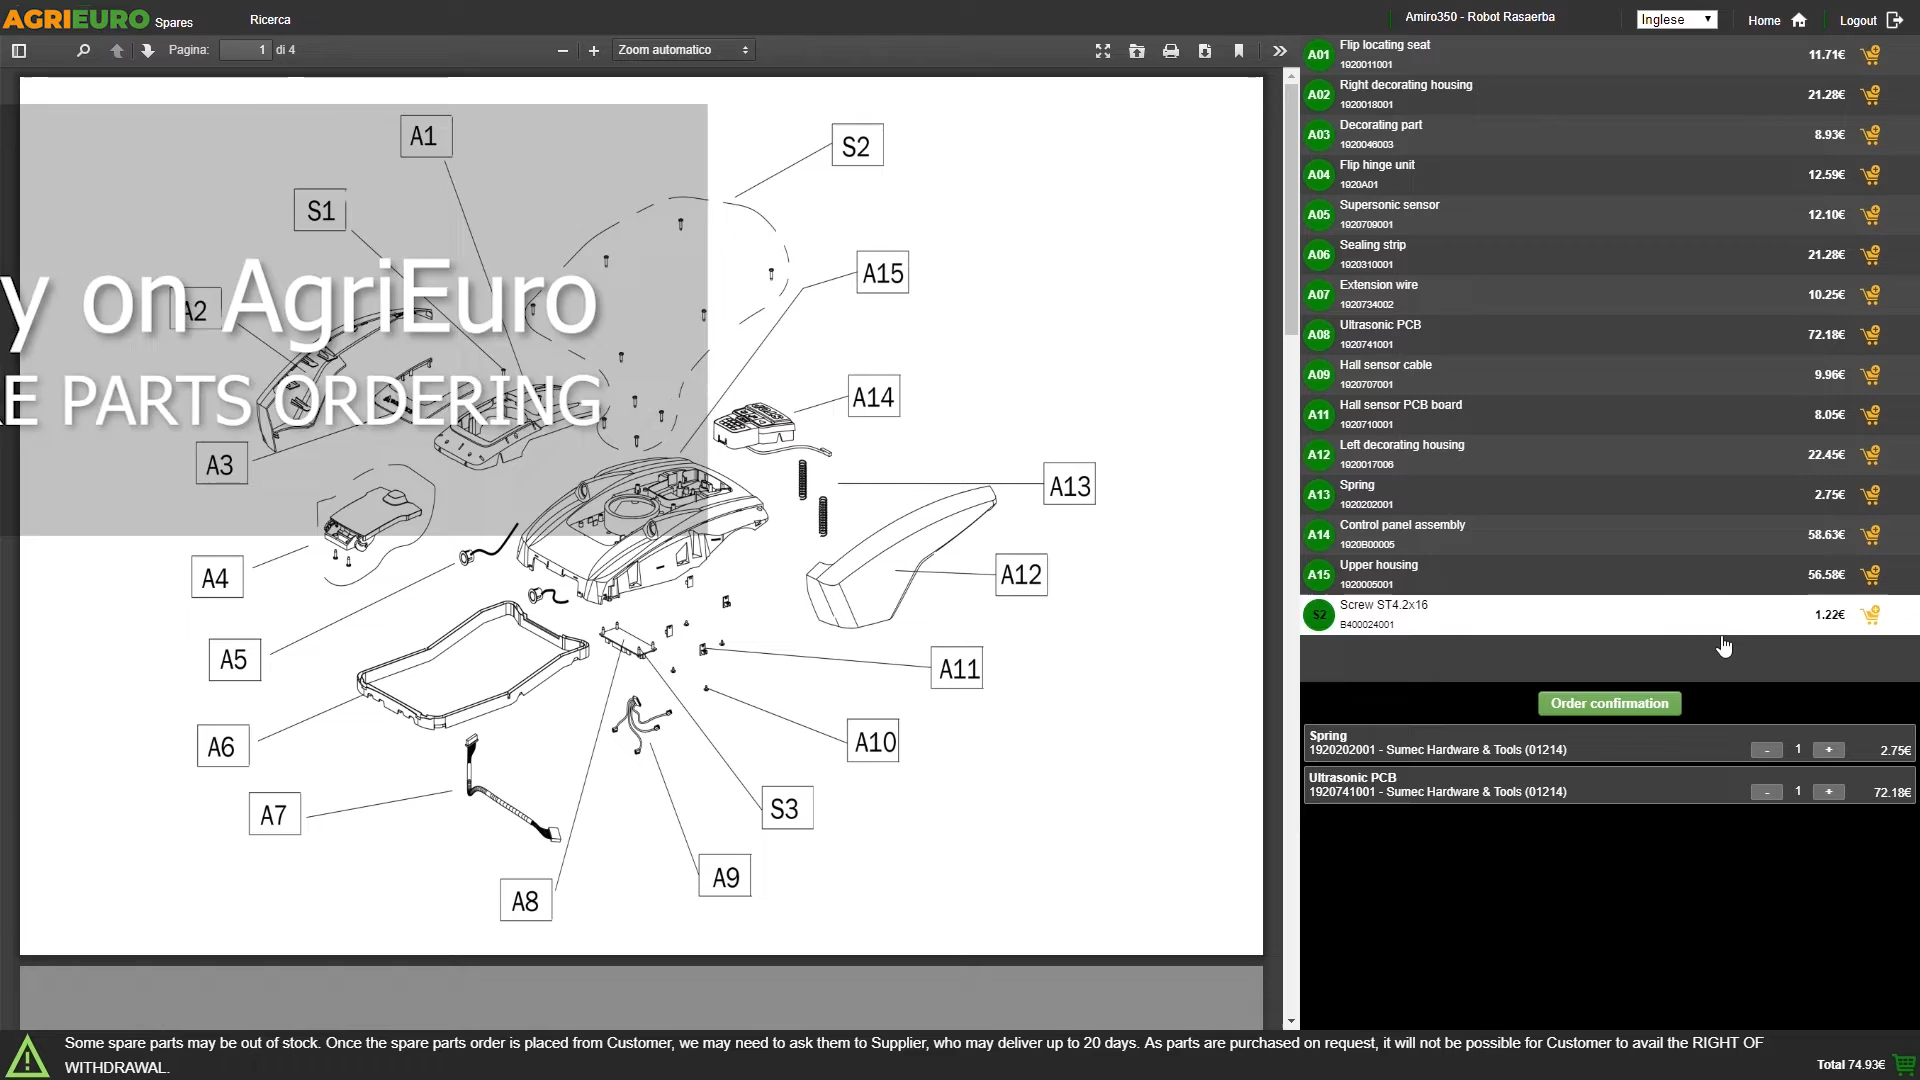 AGRIEURO Spares
Ricerca
Amiro350 - Robot Rasaerba
Inglese
Home
Logout
Pagina: 1 di 4
Zoom automatico
A1
S1
A2
S2
A15
A14
A3
A13
A4
A12
A5
A11
A6
A10
A7
S3
A9
A8
y on AgriEuro
E PARTS ORDERING
A01 Flip locating seat 11.71€
1920011001
A02 Right decorating housing 21.28€
1920018001
A03 Decorating part 8.93€
1920046003
A04 Flip hinge unit 12.59€
1920A01
A05 Supersonic sensor 12.10€
1920709001
A06 Sealing strip 21.28€
1920310001
A07 Extension wire 10.25€
1920734002
A08 Ultrasonic PCB 72.18€
1920741001
A09 Hall sensor cable 9.96€
1920707001
A11 Hall sensor PCB board 8.05€
1920710001
A12 Left decorating housing 22.45€
1920017006
A13 Spring 2.75€
1920202001
A14 Control panel assembly 58.63€
1920B00005
A15 Upper housing 56.58€
1920005001
S2 Screw ST4.2x16 1.22€
B400024001
Order confirmation
Spring
1920202001 - Sumec Hardware & Tools (01214) - 1 + 2.75€
Ultrasonic PCB
1920741001 - Sumec Hardware & Tools (01214) - 1 + 72.18€
Some spare parts may be out of stock. Once the spare parts order is placed from Customer, we may need to ask them to Supplier, who may deliver up to 20 days. As parts are purchased on request, it will not be possible for Customer to avail the RIGHT OF
WITHDRAWAL.
Total 74.93€